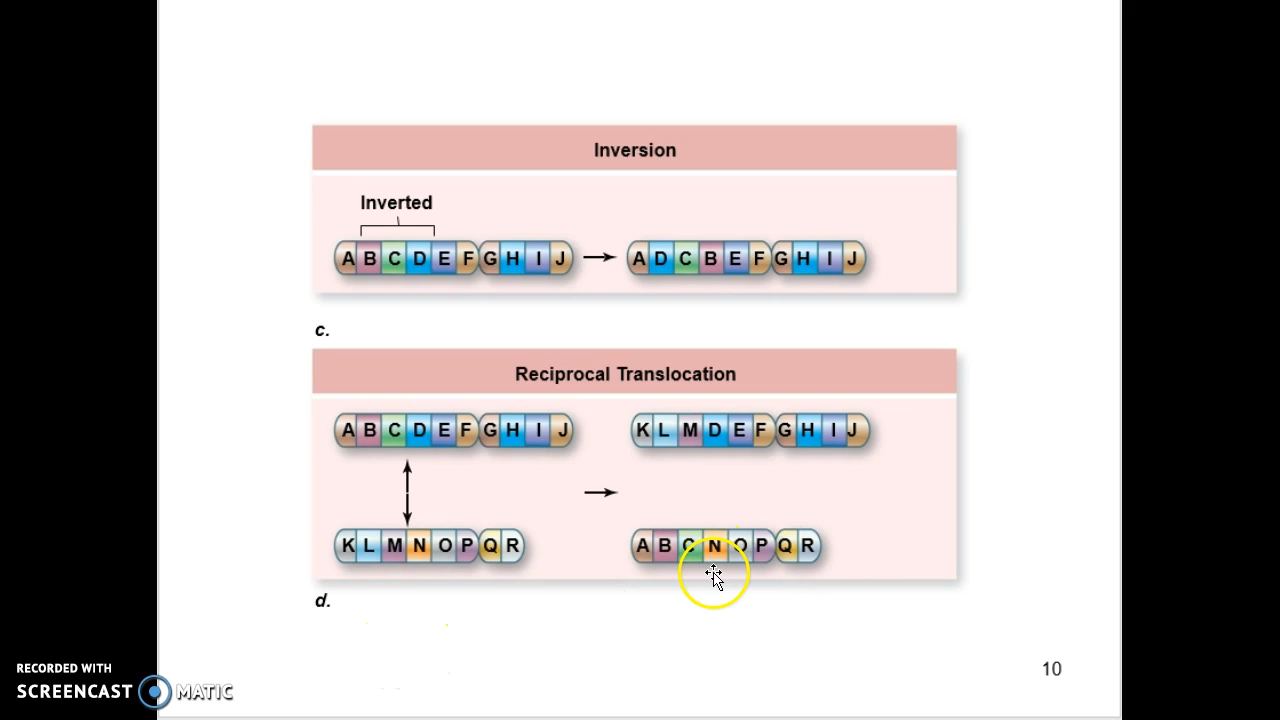 Inversion
Inverted
A B C D E F G H I J
A D C B E F G H I J
c.
Reciprocal Translocation
A B C D E F G H I J
K L M D E F G H I J
K L M N O P Q R
A B C N O P Q R
d.
10
RECORDED WITH
SCREENCAST MATIC